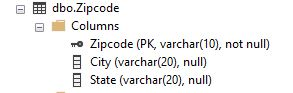 dbo.Zipcode
Columns
Zipcode (PK, varchar(10), not null)
City (varchar(20), null)
State (varchar(20), null)